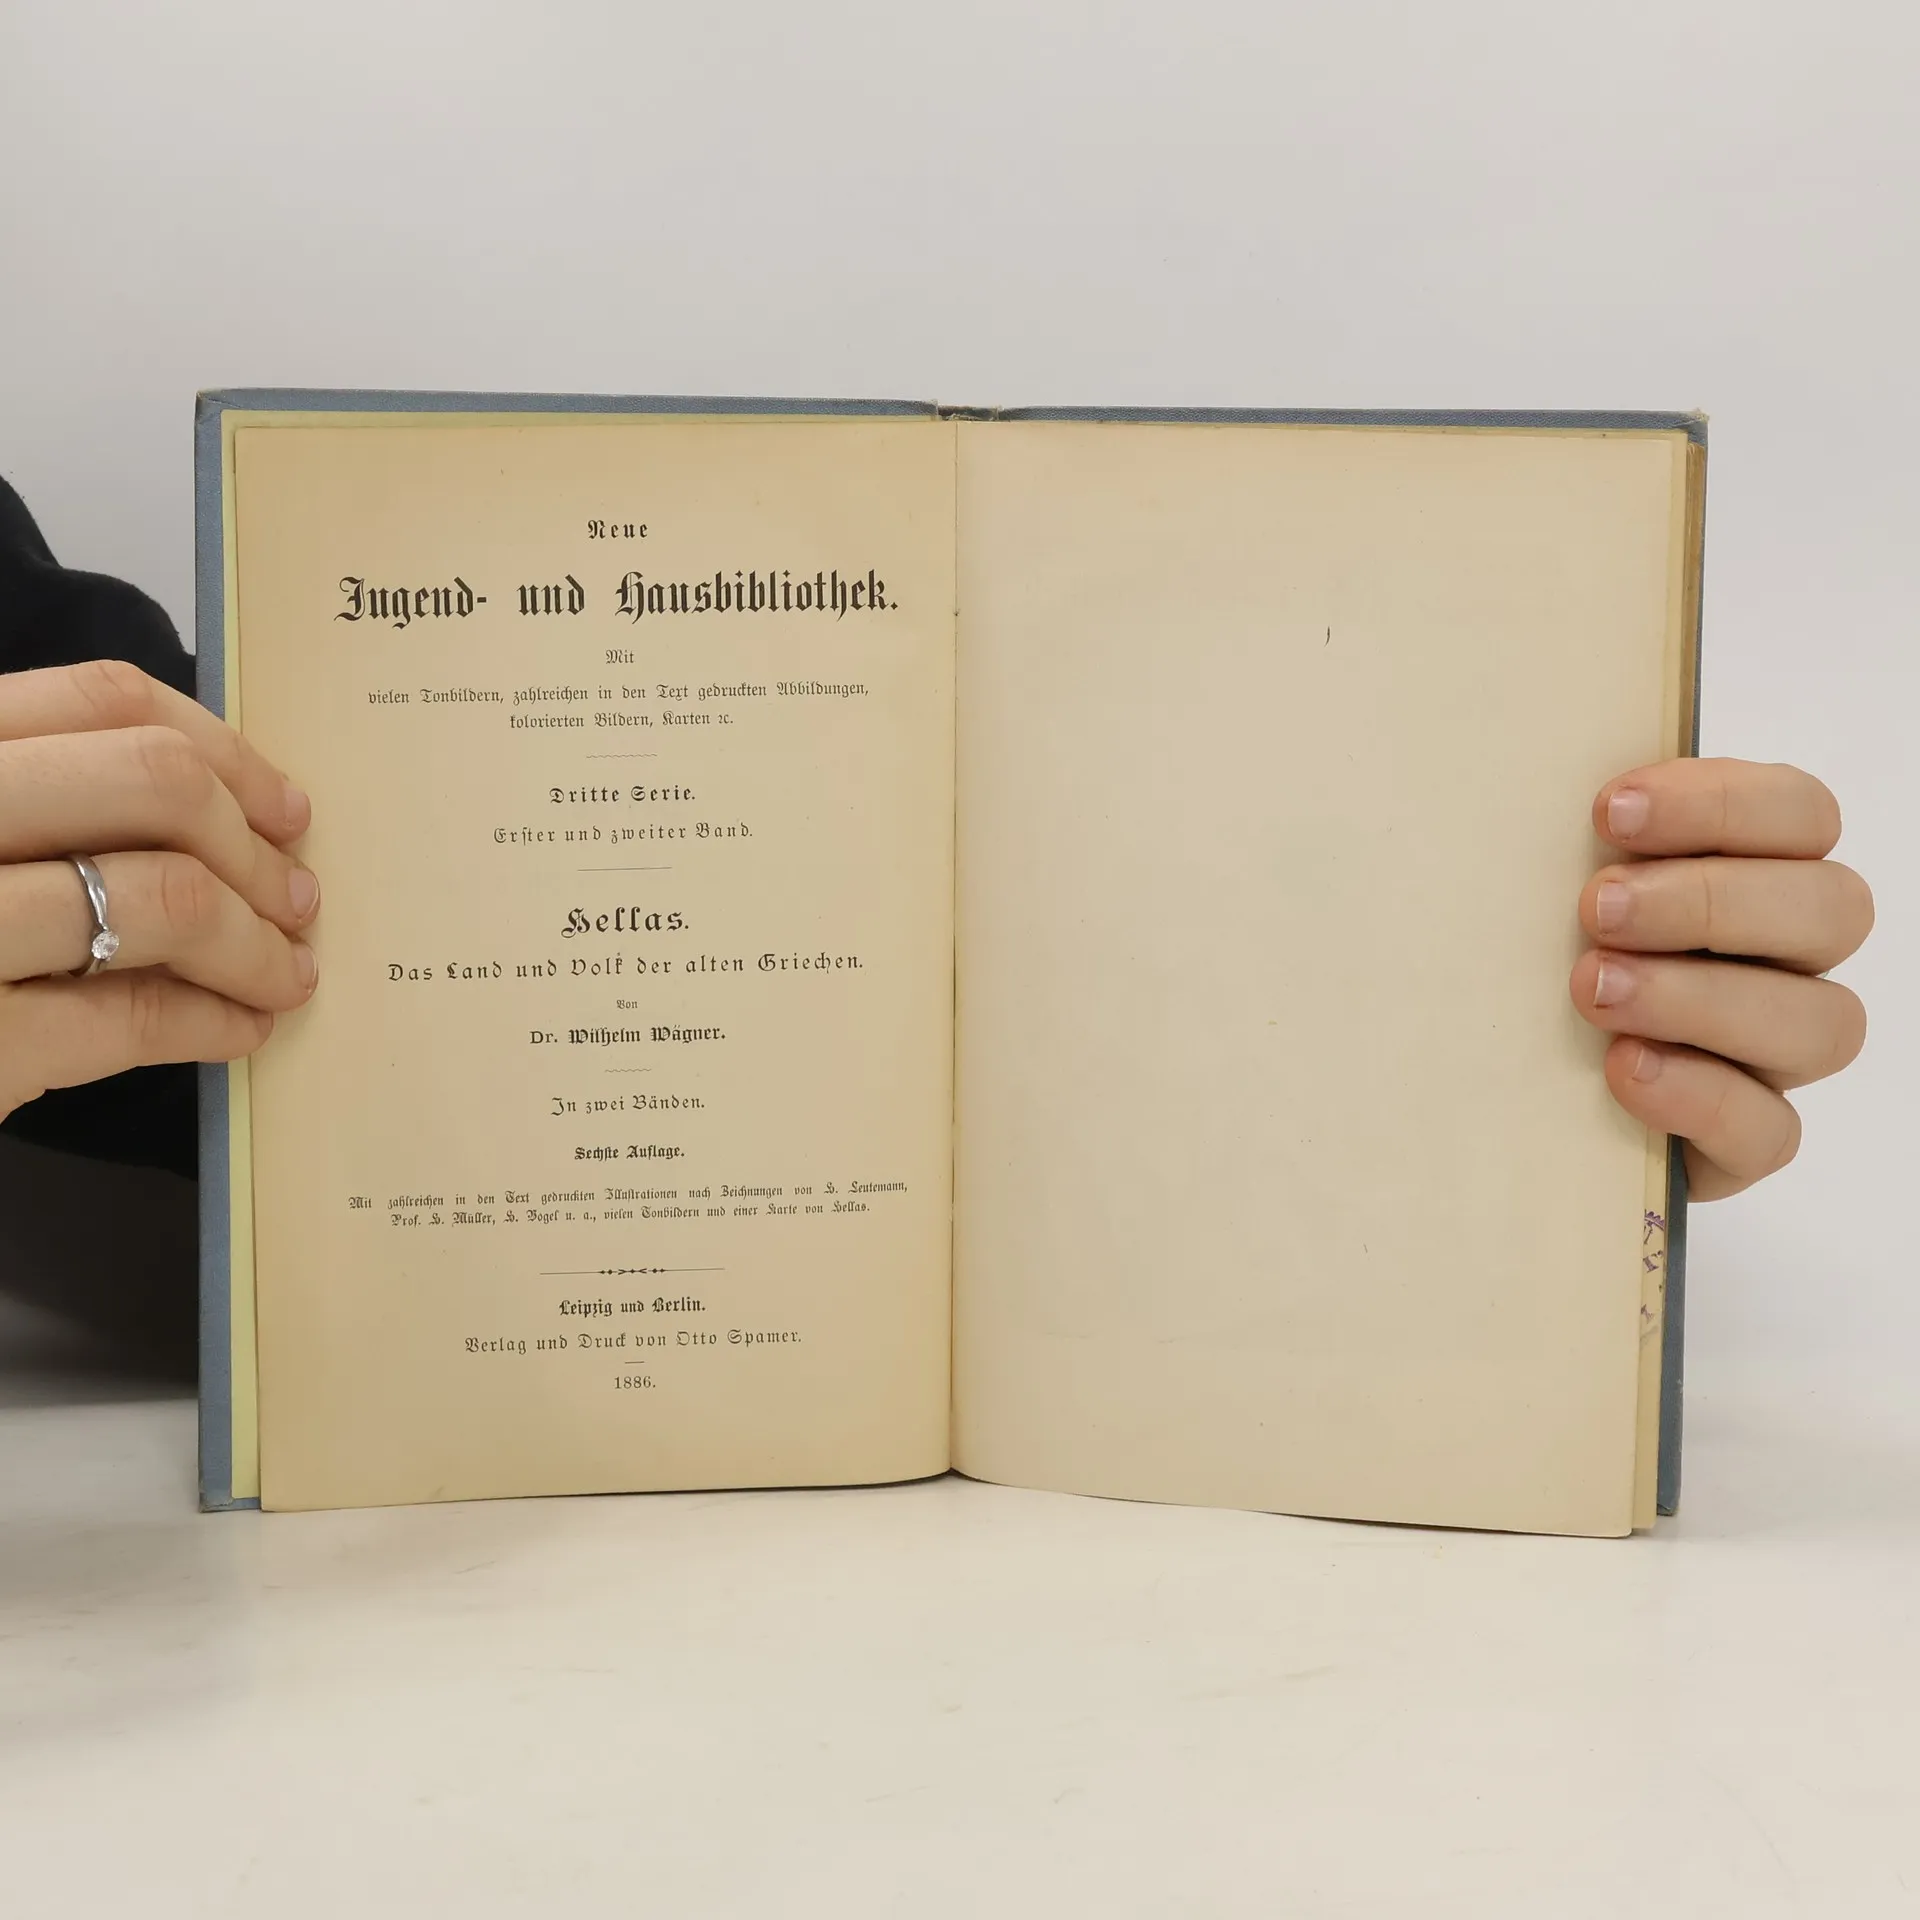 Neue
Jugend- und Hausbibliothek.
Mit
vielen Tonbildern, zahlreichen in den Text gedruckten Abbildungen,
kolorierten Bildern, Karten ꝛc.
Dritte Serie.
Erster und zweiter Band.
Hellas.
Das Land und Volk der alten Griechen.
Von
Dr. Wilhelm Wägner.
In zwei Bänden.
Sechste Auflage.
Mit zahlreichen in den Text gedruckten Illustrationen nach Zeichnungen von H. Leutemann,
Prof. H. Müller, H. Vogel u. a., vielen Tonbildern und einer Karte von Hellas.
Leipzig und Berlin.
Verlag und Druck von Otto Spamer.
1886.